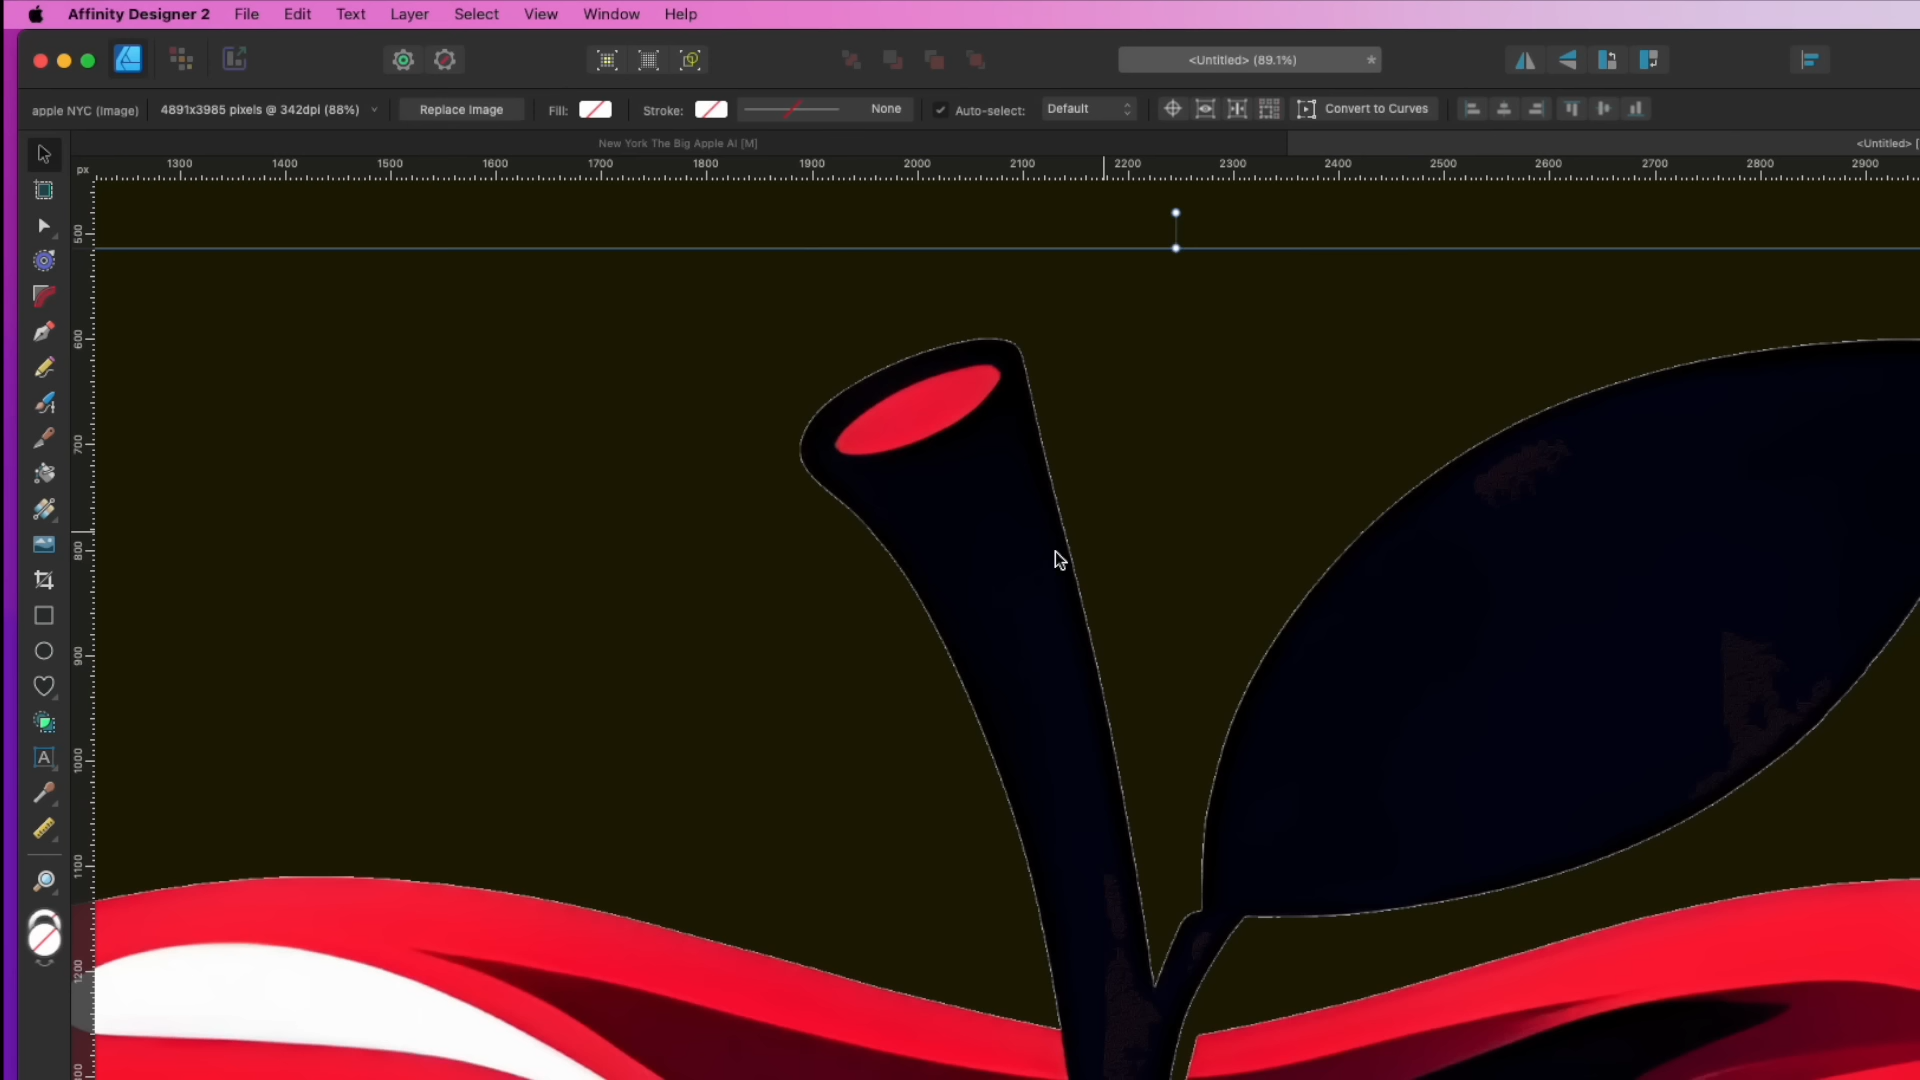 Affinity Designer 2 File Edit Text Layer Select View Window Help
<Untitled> (89.1%) *
apple NYC (Image) 4891x3985 pixels @ 342dpi (88%) Replace Image Fill: Stroke: None Auto-select: Default Convert to Curves
New York The Big Apple AI [M] <Untitled> [
px 1300 1400 1500 1600 1700 1800 1900 2000 2100 2200 2300 2400 2500 2600 2700 2800 2900
500
600
700
800
900
1000
1100
1200
A